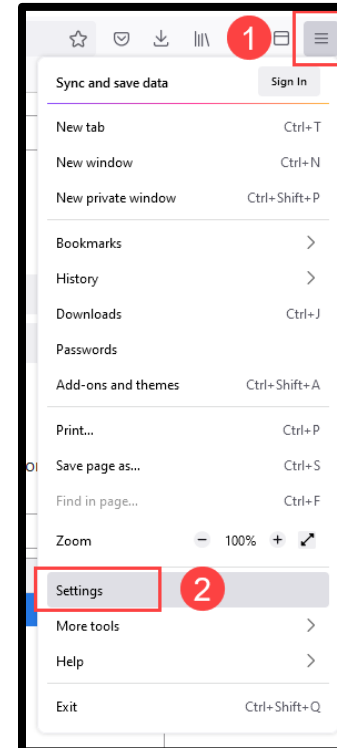 1
Sync and save data Sign In
New tab Ctrl+T
New window Ctrl+N
New private window Ctrl+Shift+P
Bookmarks
History
Downloads Ctrl+J
Passwords
Add-ons and themes Ctrl+Shift+A
Print... Ctrl+P
Save page as... Ctrl+S
Find in page... Ctrl+F
Zoom − 100% +
Settings 2
More tools
Help
Exit Ctrl+Shift+Q